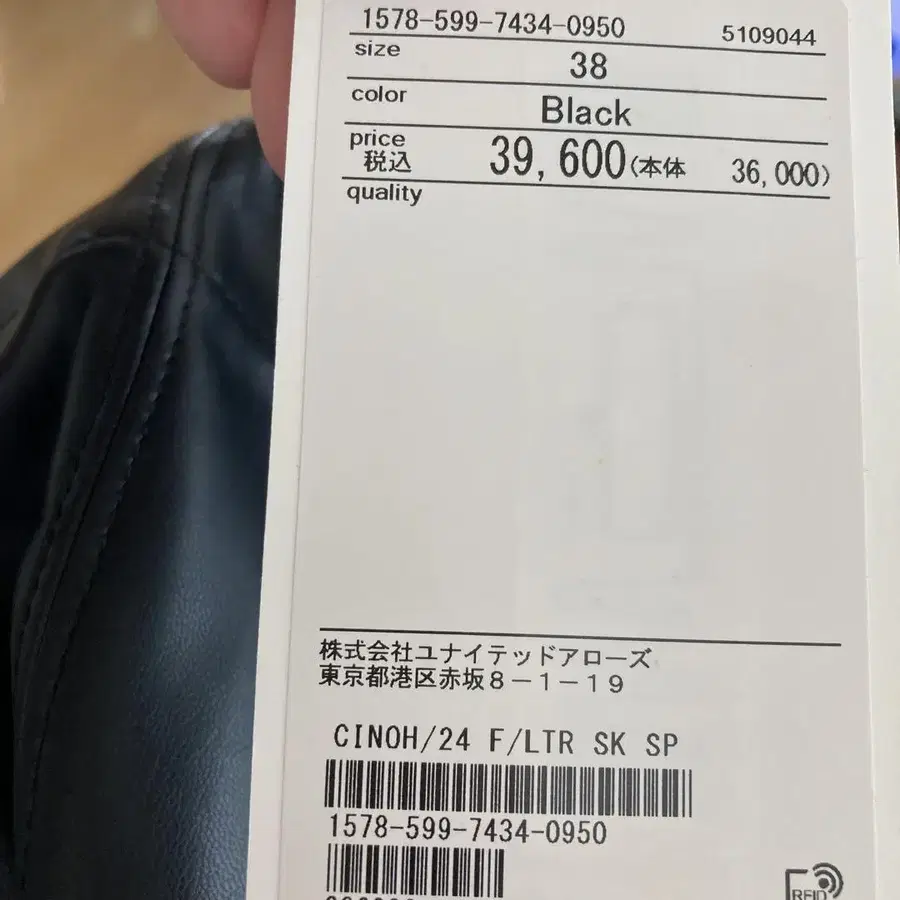 1578-599-7434-0950 5109044
size 38
color Black
price 税込 39,600(本体 36,000)
quality
株式会社ユナイテッドアローズ
東京都港区赤坂8-1-19
CINOH/24 F/LTR SK SP
1578-599-7434-0950
RFID